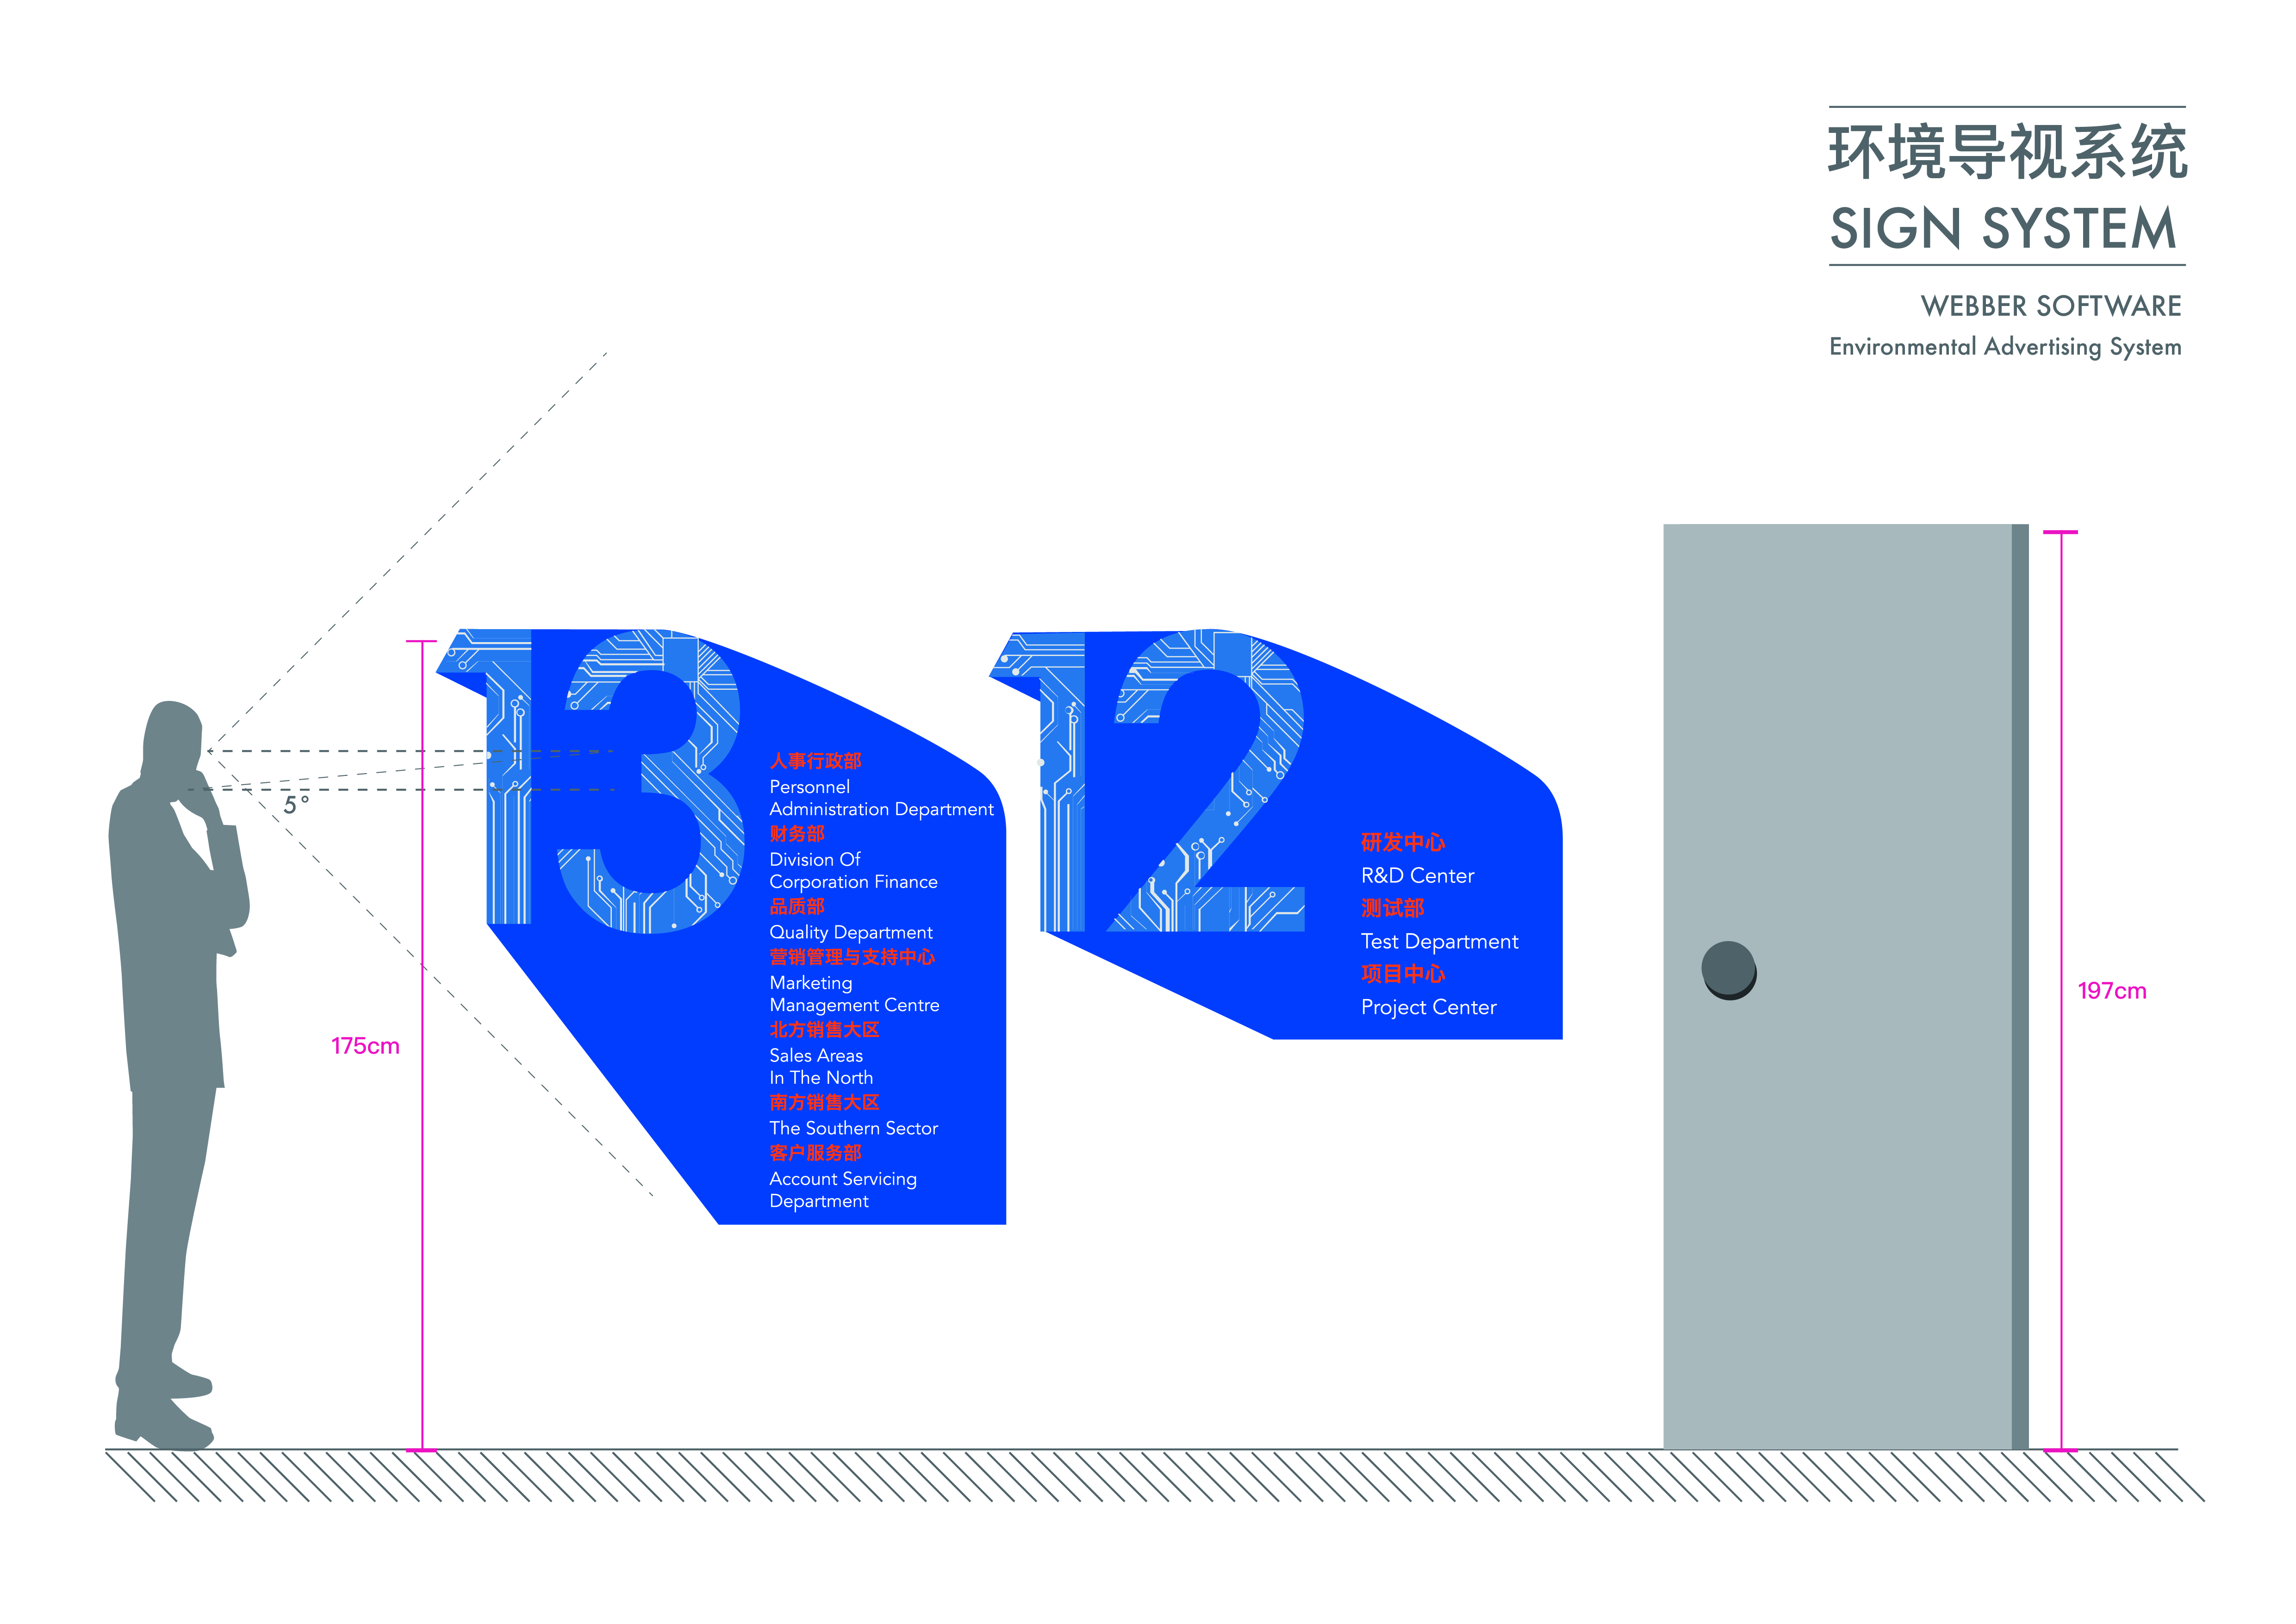 环境导视系统
SIGN SYSTEM
WEBBER SOFTWARE
Environmental Advertising System
5°
175cm
13
人事行政部
Personnel
Administration Department
财务部
Division Of
Corporation Finance
品质部
Quality Department
营销管理与支持中心
Marketing
Management Centre
北方销售大区
Sales Areas
In The North
南方销售大区
The Southern Sector
客户服务部
Account Servicing
Department
12
研发中心
R&D Center
测试部
Test Department
项目中心
Project Center
197cm